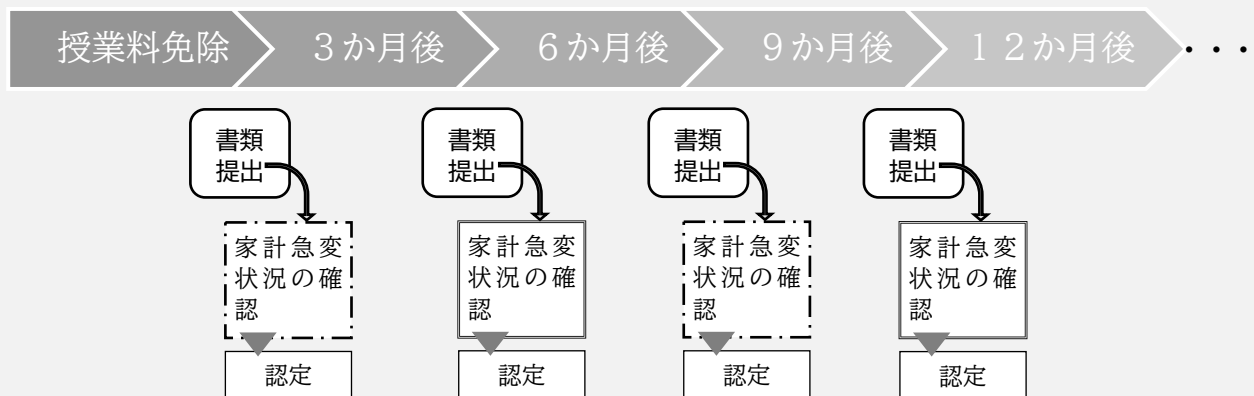 授業料免除
３か月後
６か月後
９か月後
１２か月後
・・・
書類
提出
書類
提出
書類
提出
書類
提出
家計急変
状況の確
認
家計急変
状況の確
認
家計急変
状況の確
認
家計急変
状況の確
認
認定
認定
認定
認定